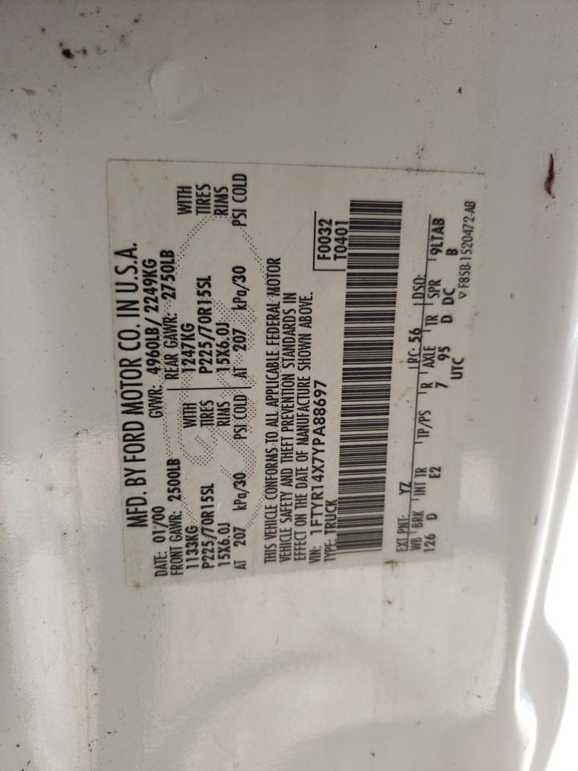 MFD. BY FORD MOTOR CO. IN U.S.A.
DATE: 01/00 GVWR: 4960LB/ 2249KG
FRONT GAWR: 2500LB REAR GAWR: 2750LB
1133KG WITH 1247KG WITH
P225/70R15SL TIRES P225/70R15SL TIRES
15X6.0J RIMS 15X6.0J RIMS
AT 207 kPa/30 PSI COLD AT 207 kPa/30 PSI COLD
THIS VEHICLE CONFORMS TO ALL APPLICABLE FEDERAL MOTOR
VEHICLE SAFETY AND THEFT PREVENTION STANDARDS IN
EFFECT ON THE DATE OF MANUFACTURE SHOWN ABOVE.
VIN: 1FTYR14X7YPA88697
TYPE: TRUCK
F0032
T0401
EXT PNT: YZ RC: 56 DSO:
WB BRK INT TR TP/PS R AXLE TR SPR 9LTAB
126 D E2 7 95 D DC B
UTC
▽ F85B-1520472-AB